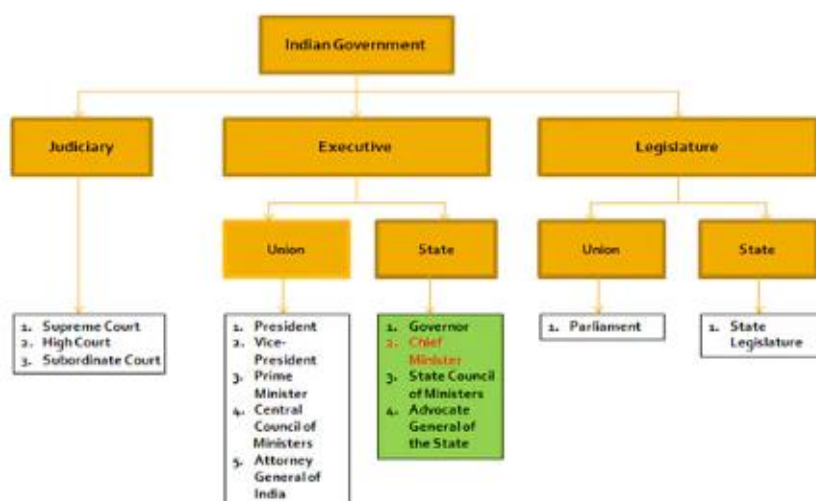 Indian Government
Judiciary
Executive
Legislature
Union
State
Union
State
1. Supreme Court
2. High Court
3. Subordinate Court
1. President
2. Vice-
President
3. Prime
Minister
4. Central
Council of
Ministers
5. Attorney
General of
India
1. Governor
2. Chief
Minister
3. State Council
of Ministers
4. Advocate
General of
the State
1. Parliament
1. State
Legislature